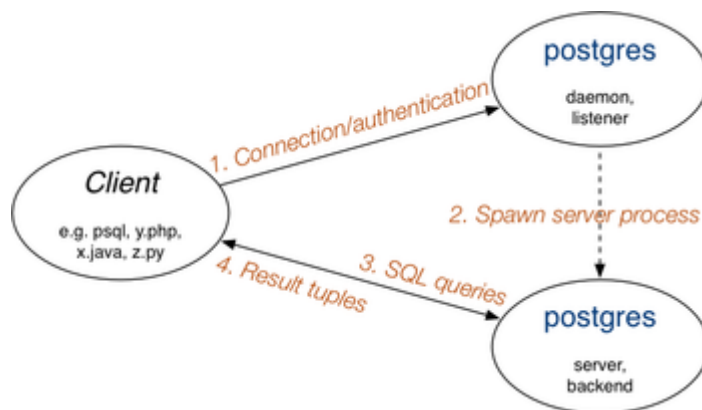 postgres
daemon,
listener
1. Connection/authentication
Client
e.g. psql, y.php,
x.java, z.py
2. Spawn server process
3. SQL queries
4. Result tuples
postgres
server,
backend